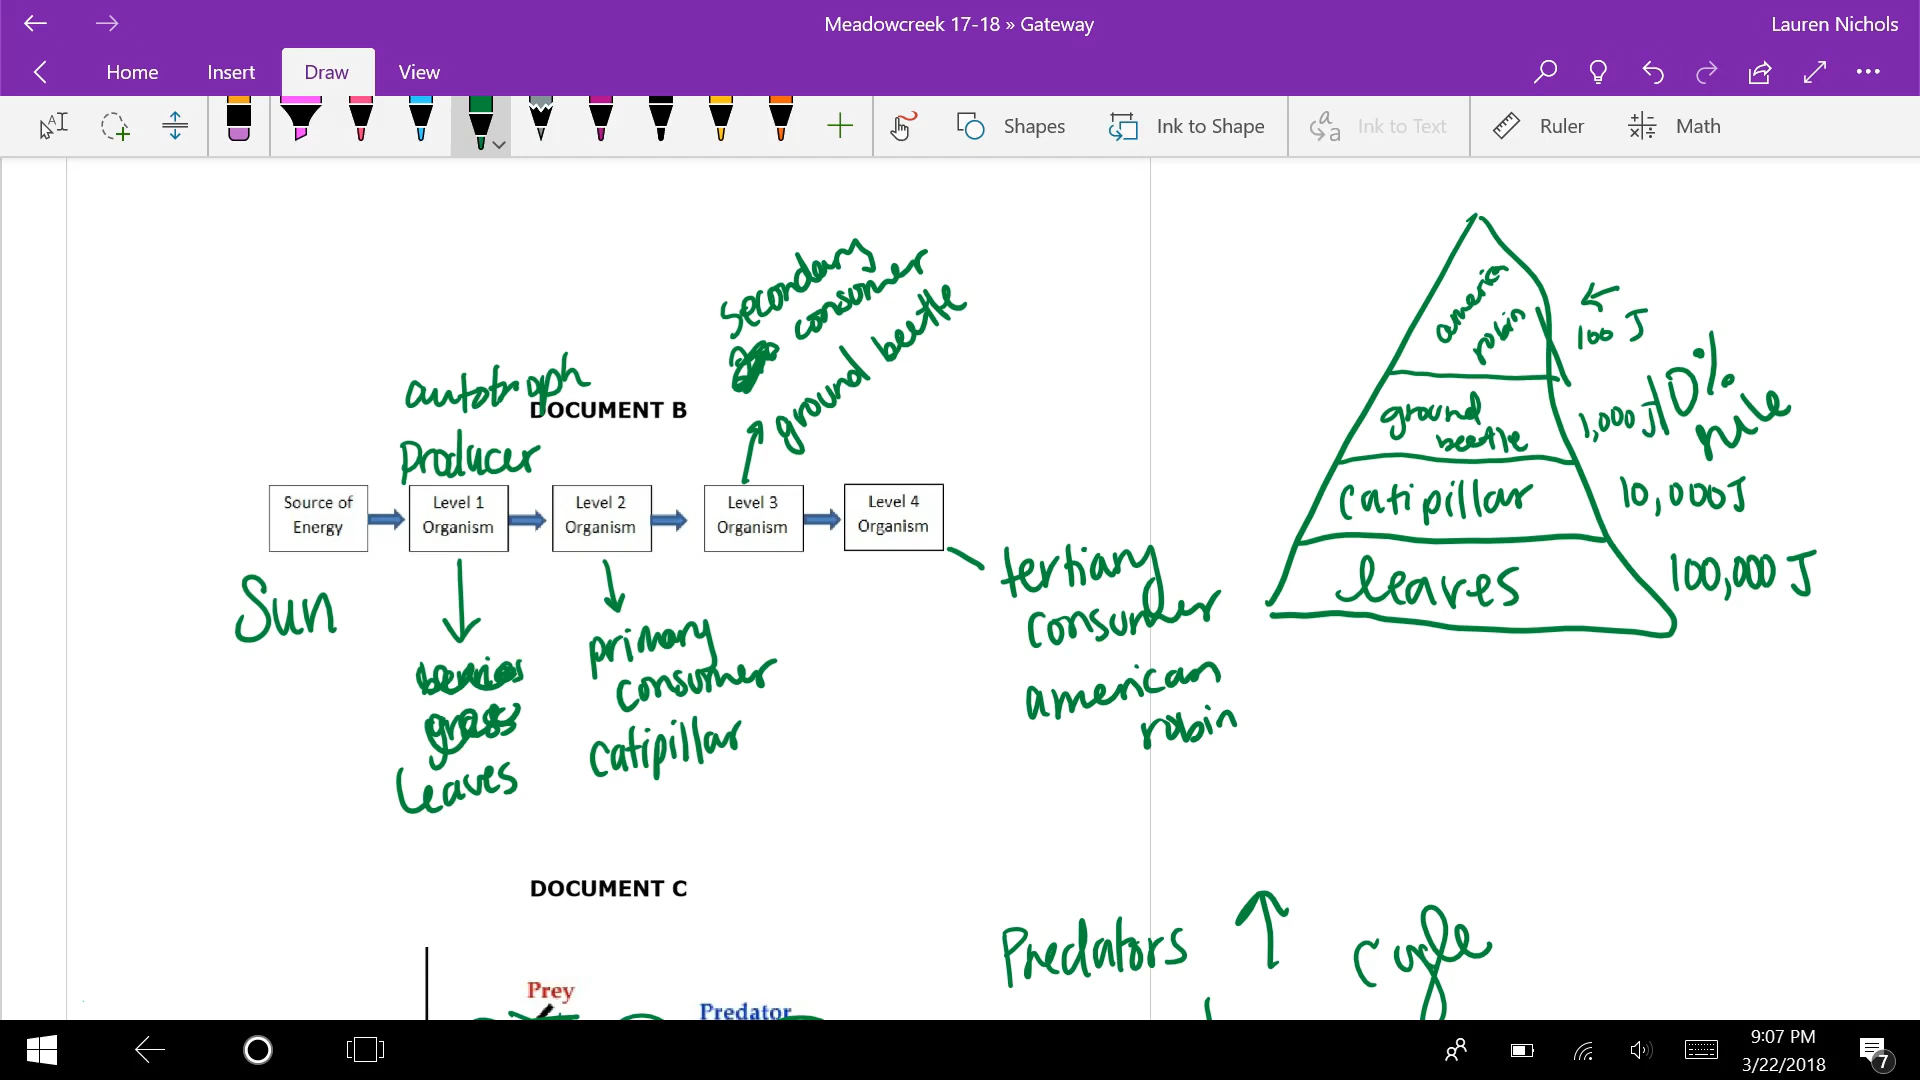 Meadowcreek 17-18 » Gateway
Lauren Nichols
Home Insert Draw View
Shapes Ink to Shape Ink to Text Ruler Math
secondary
consumer
ground beetle
autotroph
DOCUMENT B
Producer
Source of
Energy
Level 1
Organism
Level 2
Organism
Level 3
Organism
Level 4
Organism
Sun
berries
grass
leaves
primary
consumer
catipillar
tertiary
consumer
american
robin
americ
robin
100 J
ground
beetle
1,000 J
10%
rule
catipillar
10,000 J
leaves
100,000 J
DOCUMENT C
Prey
Predator
Predators
cycle
9:07 PM
3/22/2018
7